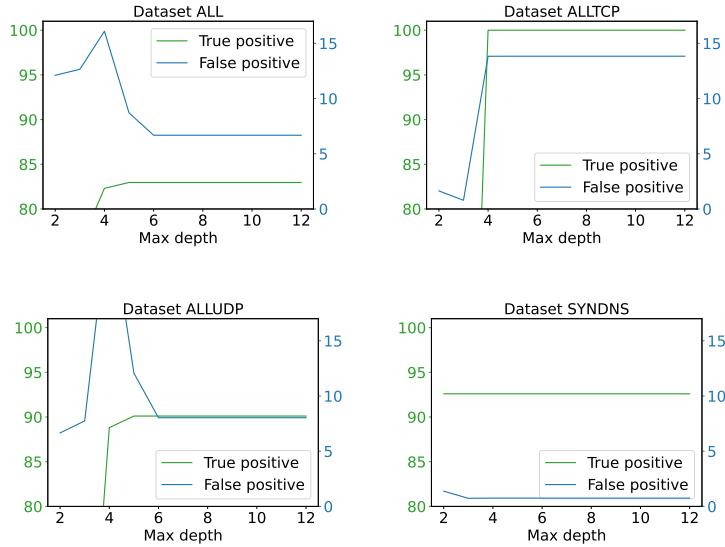 Dataset ALL
100
95
90
85
80
15
10
5
0
True positive
False positive
2 4 6 8 10 12
Max depth
Dataset ALLTCP
100
95
90
85
80
15
10
5
0
True positive
False positive
2 4 6 8 10 12
Max depth
Dataset ALLUDP
100
95
90
85
80
15
10
5
0
True positive
False positive
2 4 6 8 10 12
Max depth
Dataset SYNDNS
100
95
90
85
80
15
10
5
0
True positive
False positive
2 4 6 8 10 12
Max depth